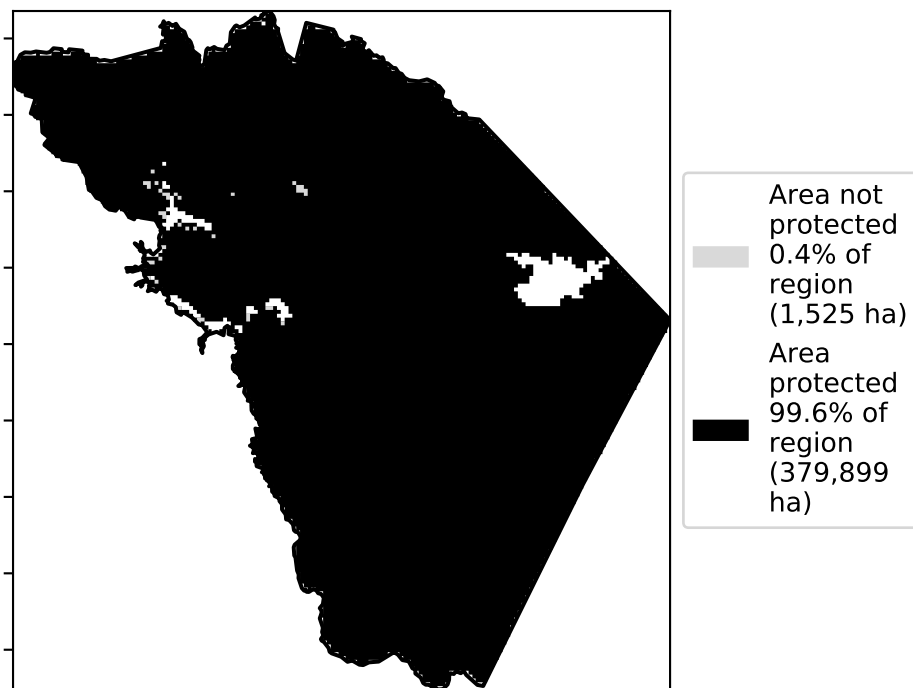 Area not
protected
0.4% of
region
(1,525 ha)
Area
protected
99.6% of
region
(379,899
ha)